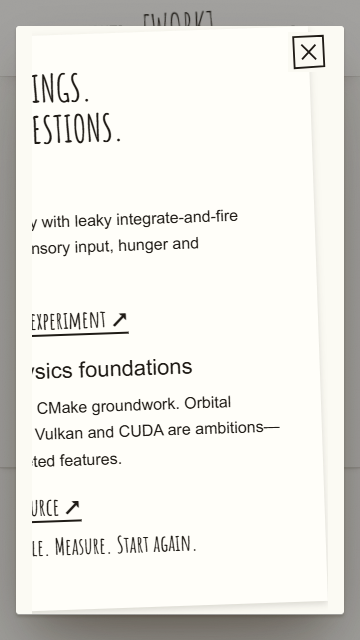 [WORK]
INGS.
ESTIONS.
y with leaky integrate-and-fire
nsory input, hunger and
EXPERIMENT ↗
ysics foundations
CMake groundwork. Orbital
Vulkan and CUDA are ambitions—
ted features.
URCE ↗
LE. MEASURE. START AGAIN.